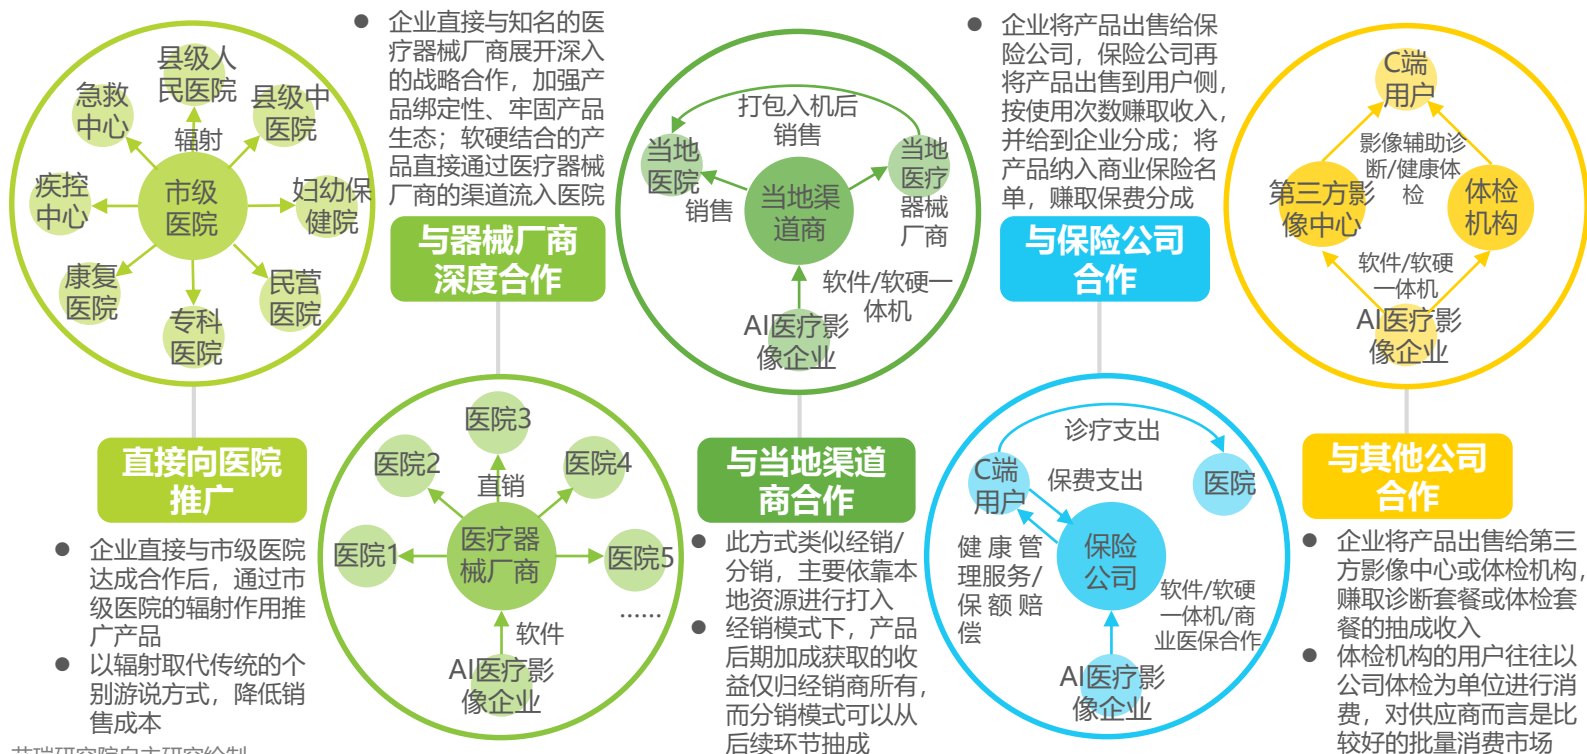 县级人
民医院
急救
中心
县级中
医院
辐射
市级
医院
疾控
中心
妇幼保
健院
康复
医院
民营
医院
专科
医院
直接向医院
推广
● 企业直接与市级医院
达成合作后，通过市
级医院的辐射作用推
广产品
● 以辐射取代传统的个
别游说方式，降低销
售成本
● 企业直接与知名的医
疗器械厂商展开深入
的战略合作，加强产
品绑定性、牢固产品
生态；软硬结合的产
品直接通过医疗器械
厂商的渠道流入医院
与器械厂商
深度合作
医院3
医院2
医院4
直销
医院1
医疗器
械厂商
医院5
……
软件
AI医疗影
像企业
打包入机后
销售
当地
医院
当地
医疗
器械
厂商
销售
当地渠
道商
软件/软硬一
体机
AI医疗影
像企业
与当地渠道
商合作
● 此方式类似经销/
分销，主要依靠本
地资源进行打入
● 经销模式下，产品
后期加成获取的收
益仅归经销商所有，
而分销模式可以从
后续环节抽成
● 企业将产品出售给保
险公司，保险公司再
将产品出售到用户侧，
按使用次数赚取收入，
并给到企业分成；将
产品纳入商业保险名
单，赚取保费分成
与保险公司
合作
诊疗支出
C端
用户
保费支出
医院
健康管
理服务/
保额赔
偿
保险
公司
软件/软硬
一体机/商
业医保合作
AI医疗影
像企业
C端
用户
影像辅助诊
断/健康体
检
第三方影
像中心
体检
机构
软件/软硬
一体机
AI医疗影
像企业
与其他公司
合作
● 企业将产品出售给第三
方影像中心或体检机构，
赚取诊断套餐或体检套
餐的抽成收入
● 体检机构的用户往往以
公司体检为单位进行消
费，对供应商而言是比
较好的批量消费市场
艾瑞研究院自主研究绘制